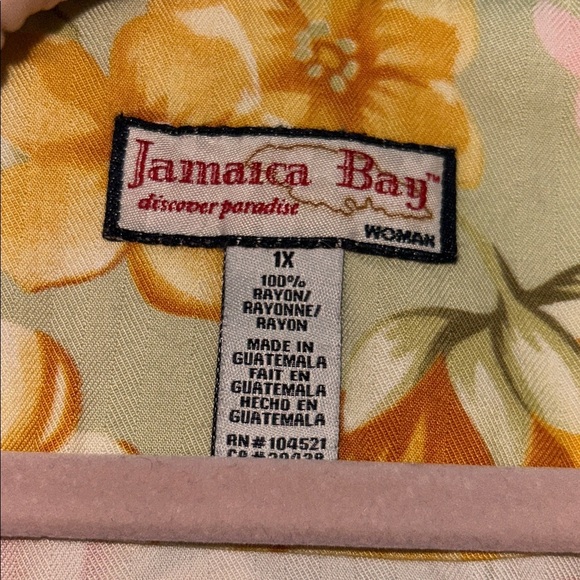 Jamaica Bay™
discover paradise
WOMAN
1X
100%
RAYON/
RAYONNE/
RAYON
MADE IN
GUATEMALA
FAIT EN
GUATEMALA
HECHO EN
GUATEMALA
RN#104521